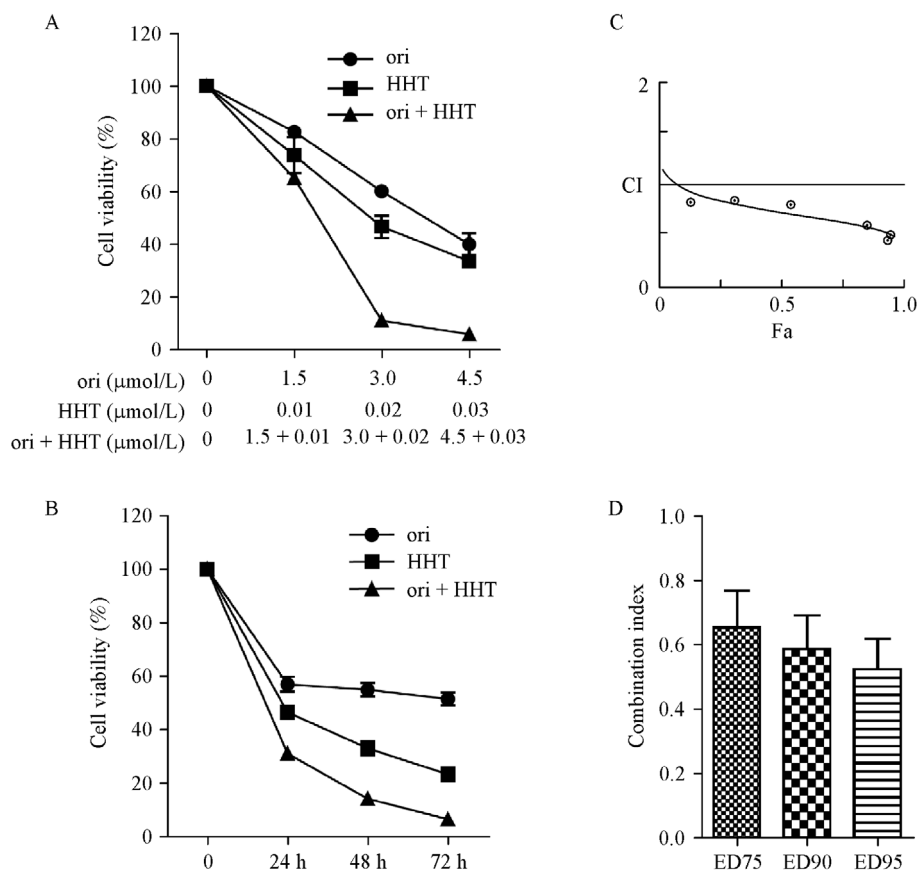 A
120
100
80
60
40
20
0
Cell viability (%)
ori
HHT
ori + HHT
ori (μmol/L) 0 1.5 3.0 4.5
HHT (μmol/L) 0 0.01 0.02 0.03
ori + HHT (μmol/L) 0 1.5 + 0.01 3.0 + 0.02 4.5 + 0.03
C
2
CI
0
0 0.5 1.0
Fa
B
120
100
80
60
40
20
0
Cell viability (%)
ori
HHT
ori + HHT
0 24 h 48 h 72 h
D
1.0
0.8
0.6
0.4
0.2
0.0
Combination index
ED75 ED90 ED95